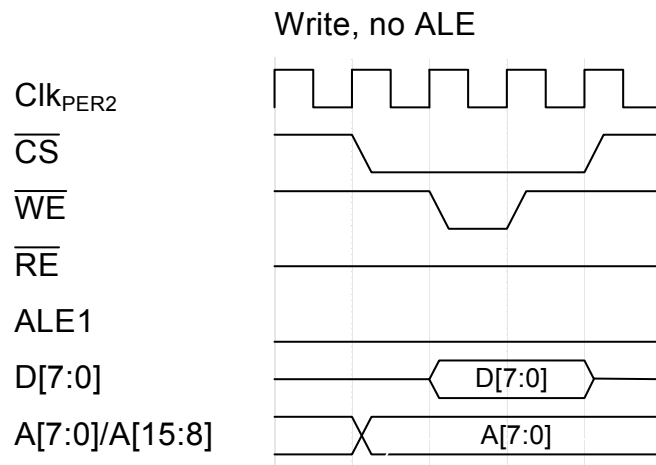 Write, no ALE
ClkPER2
CS
WE
RE
ALE1
D[7:0] D[7:0]
A[7:0]/A[15:8] A[7:0]